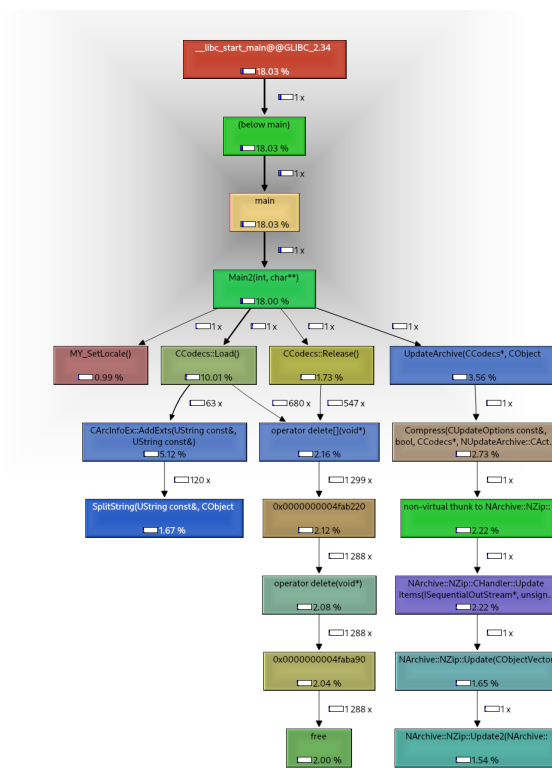 __libc_start_main@@GLIBC_2.34
18.03 %
1 x
(below main)
18.03 %
1 x
main
18.03 %
1 x
Main2(int, char**)
18.00 %
1 x
1 x
1 x
1 x
MY_SetLocale()
0.99 %
CCodecs::Load()
10.01 %
CCodecs::Release()
1.73 %
UpdateArchive(CCodecs*, CObject
3.56 %
63 x
680 x
547 x
1 x
CArcInfoEx::AddExts(UString const&,
UString const&)
5.12 %
operator delete[](void*)
2.16 %
Compress(CUpdateOptions const&,
bool, CCodecs*, NUpdateArchive::CAct...
2.73 %
120 x
1 299 x
1 x
SplitString(UString const&, CObject
1.67 %
0x0000000004fab220
2.12 %
non-virtual thunk to NArchive::NZip::
2.22 %
1 288 x
1 x
operator delete(void*)
2.08 %
NArchive::NZip::CHandler::Update
Items(ISequentialOutStream*, unsign...
2.22 %
1 288 x
1 x
0x0000000004faba90
2.04 %
NArchive::NZip::Update(CObjectVector
1.65 %
1 288 x
1 x
free
2.00 %
NArchive::NZip::Update2(NArchive::
1.54 %